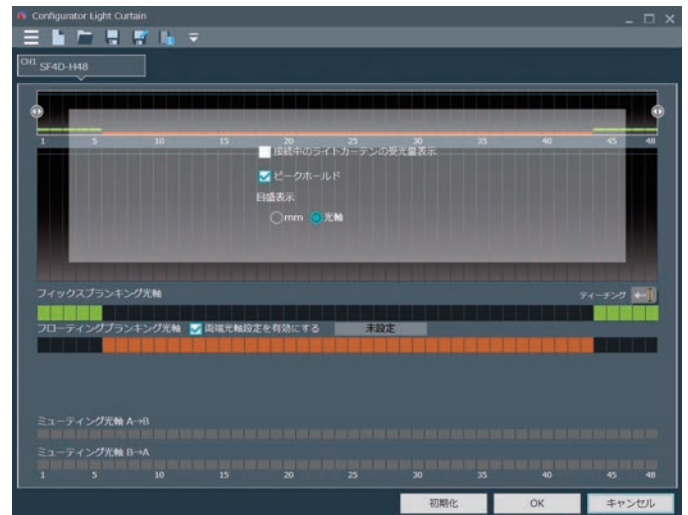 Configurator Light Curtain
CH1 SF4D-H48
1 5 10 15 20 25 30 35 40 45 48
接続中のライトカーテンの受光量表示
ピークホールド
目盛表示
mm 光軸
フィックスブランキング光軸 ティーチング
フローティングブランキング光軸 両端光軸設定を有効にする 未設定
ミューティング光軸 A→B
ミューティング光軸 B→A
1 5 10 15 20 25 30 35 40 45 48
初期化 OK キャンセル